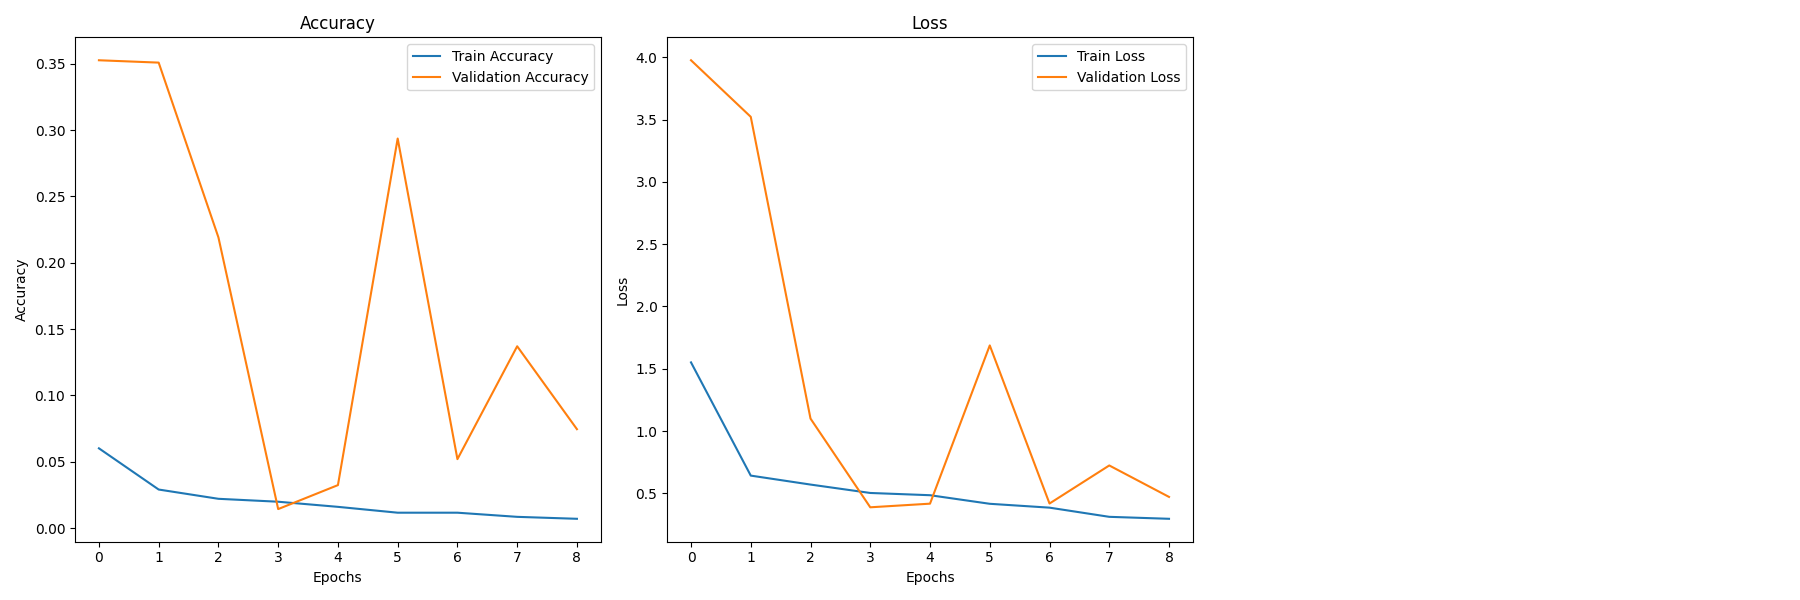 Accuracy
Train Accuracy
Validation Accuracy
0.35
0.30
0.25
0.20
0.15
0.10
0.05
0.00
Accuracy
0 1 2 3 4 5 6 7 8
Epochs
Loss
Train Loss
Validation Loss
4.0
3.5
3.0
2.5
2.0
1.5
1.0
0.5
Loss
0 1 2 3 4 5 6 7 8
Epochs